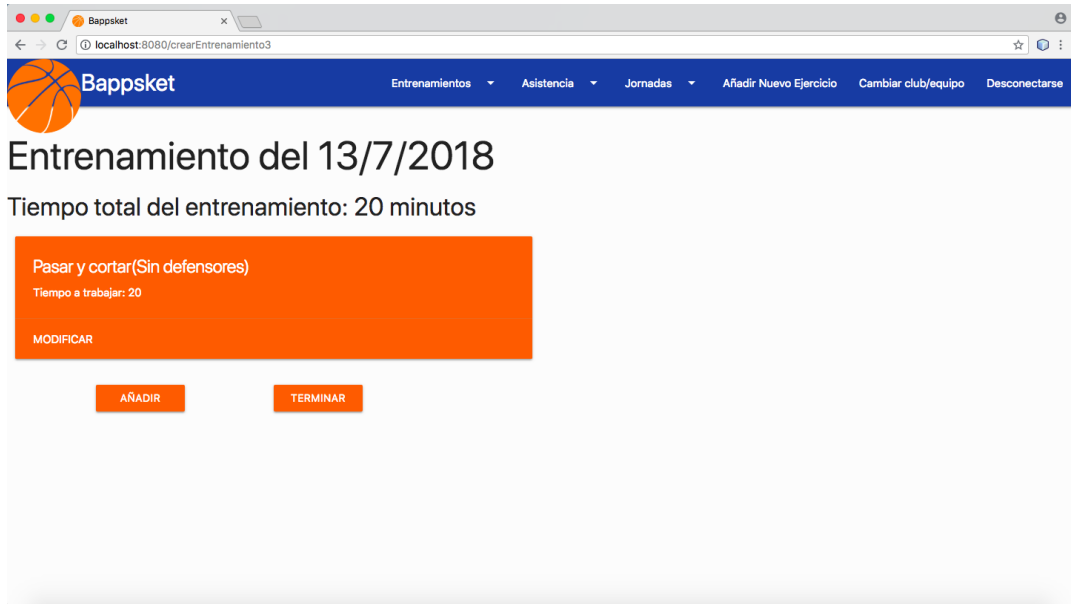 Bappsket
localhost:8080/crearEntrenamiento3
Bappsket Entrenamientos Asistencia Jornadas Añadir Nuevo Ejercicio Cambiar club/equipo Desconectarse
Entrenamiento del 13/7/2018
Tiempo total del entrenamiento: 20 minutos
Pasar y cortar(Sin defensores)
Tiempo a trabajar: 20
MODIFICAR
AÑADIR TERMINAR